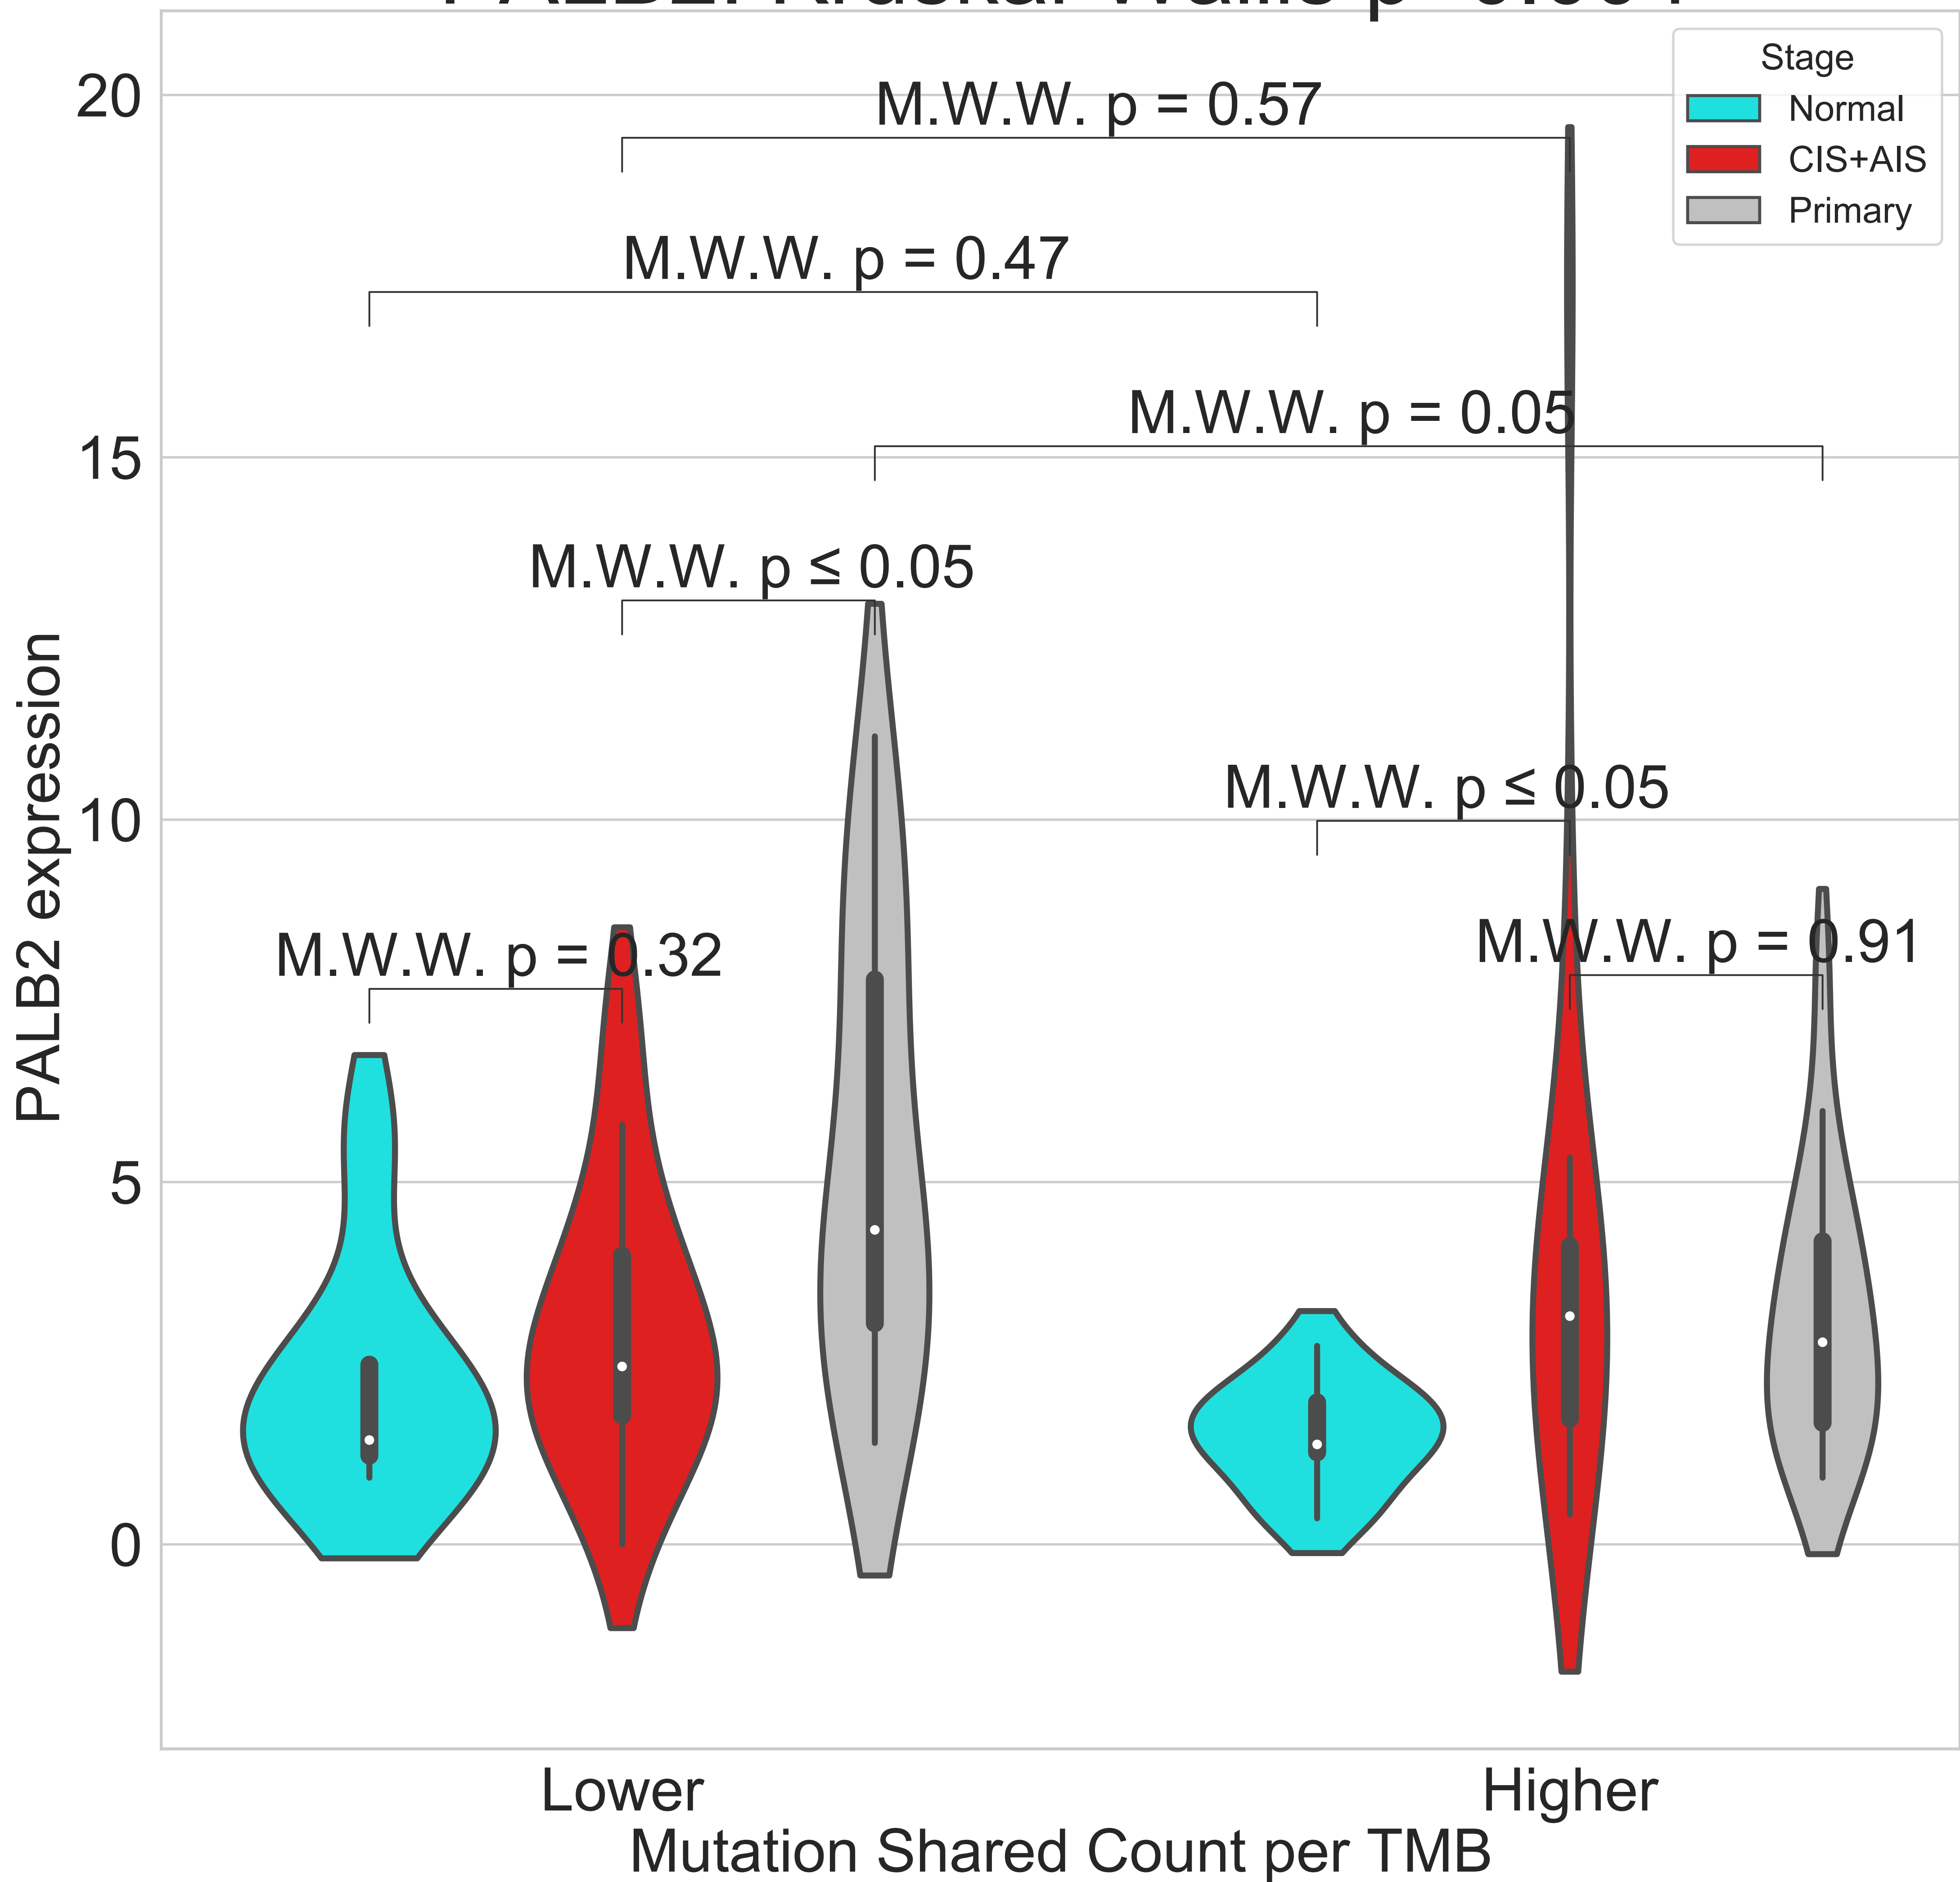 20
15
10
5
0
PALB2 expression
Stage
Normal
CIS+AIS
Primary
M.W.W. p = 0.57
M.W.W. p = 0.47
M.W.W. p = 0.05
M.W.W. p ≤ 0.05
M.W.W. p ≤ 0.05
M.W.W. p = 0.32
M.W.W. p = 0.91
Lower
Higher
Mutation Shared Count per TMB